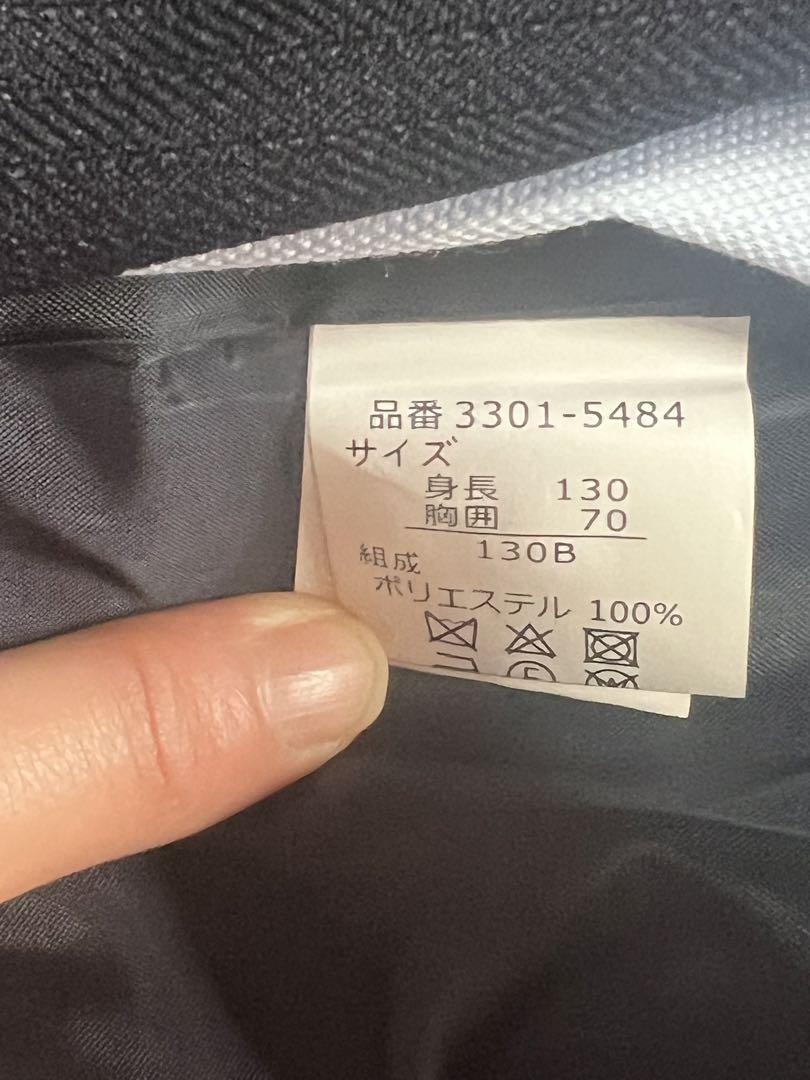 品番 3301-5484
サイズ
身長 130
胸囲 70
130B
組成
ポリエステル 100%